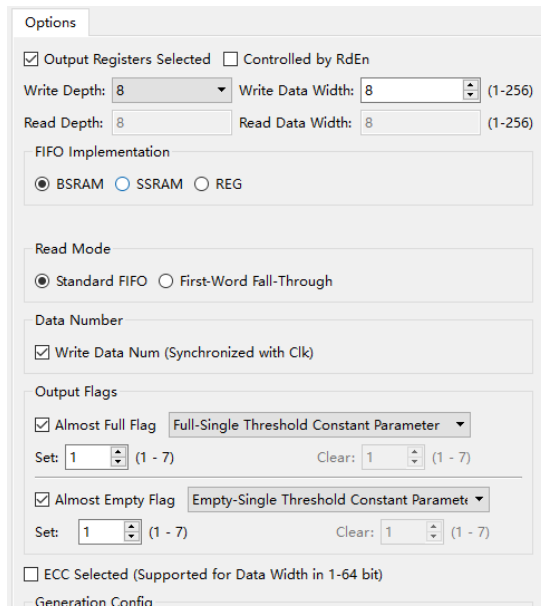 Options
Output Registers Selected Controlled by RdEn
Write Depth: 8 Write Data Width: 8 (1-256)
Read Depth: 8 Read Data Width: 8 (1-256)
FIFO Implementation
BSRAM SSRAM REG
Read Mode
Standard FIFO First-Word Fall-Through
Data Number
Write Data Num (Synchronized with Clk)
Output Flags
Almost Full Flag Full-Single Threshold Constant Parameter
Set: 1 (1 - 7) Clear: 1 (1 - 7)
Almost Empty Flag Empty-Single Threshold Constant Paramete
Set: 1 (1 - 7) Clear: 1 (1 - 7)
ECC Selected (Supported for Data Width in 1-64 bit)
Generation Config